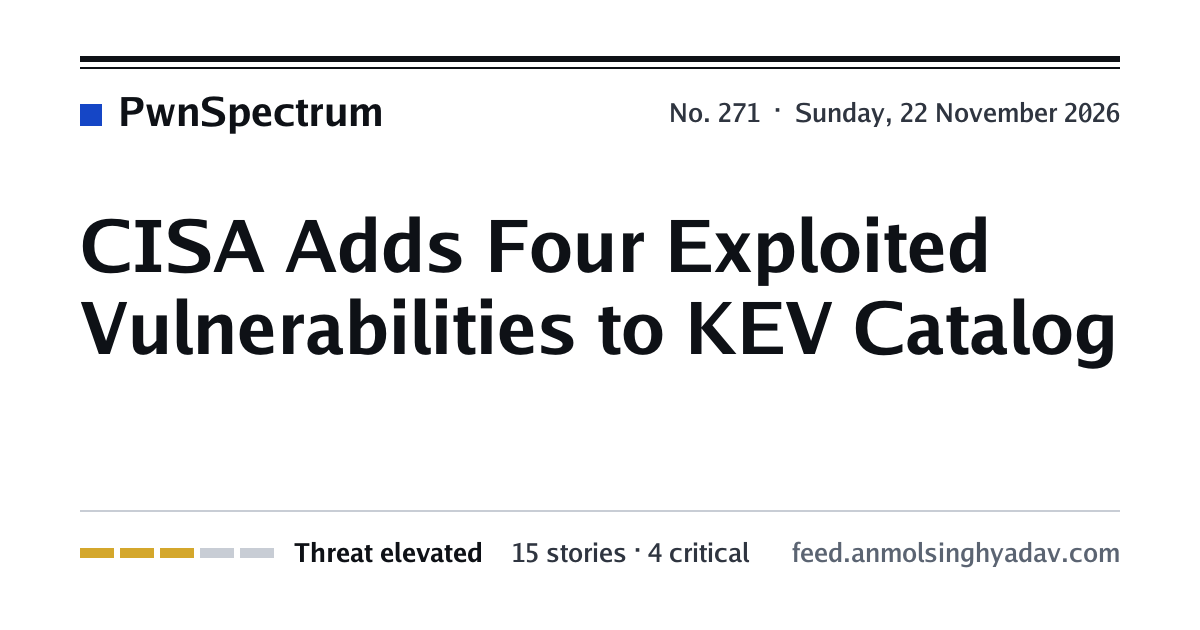 PwnSpectrum
No. 271 · Sunday, 22 November 2026
CISA Adds Four Exploited
Vulnerabilities to KEV Catalog
Threat elevated
15 stories · 4 critical
feed.anmolsinghyadav.com